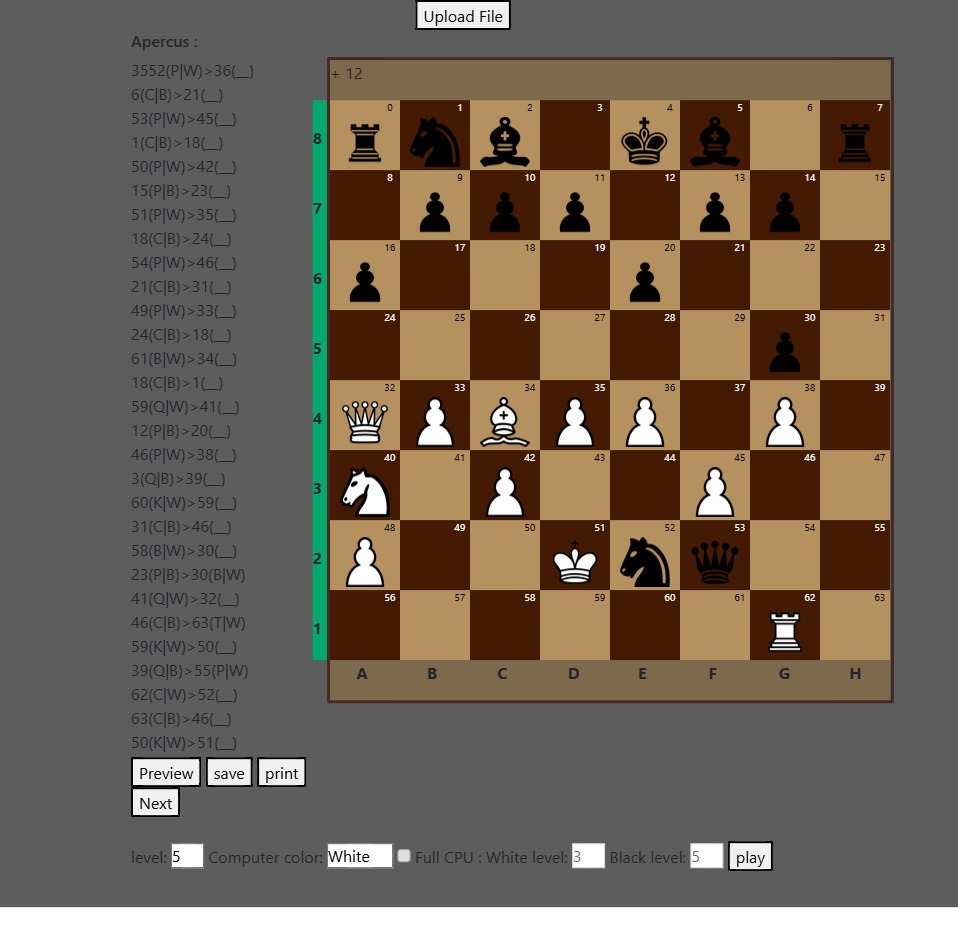 Upload File
Apercus :
3552(P|W)>36(__)
6(C|B)>21(__)
53(P|W)>45(__)
1(C|B)>18(__)
50(P|W)>42(__)
15(P|B)>23(__)
51(P|W)>35(__)
18(C|B)>24(__)
54(P|W)>46(__)
21(C|B)>31(__)
49(P|W)>33(__)
24(C|B)>18(__)
61(B|W)>34(__)
18(C|B)>1(__)
59(Q|W)>41(__)
12(P|B)>20(__)
46(P|W)>38(__)
3(Q|B)>39(__)
60(K|W)>59(__)
31(C|B)>46(__)
58(B|W)>30(__)
23(P|B)>30(B|W)
41(Q|W)>32(__)
46(C|B)>63(T|W)
59(K|W)>50(__)
39(Q|B)>55(P|W)
62(C|W)>52(__)
63(C|B)>46(__)
50(K|W)>51(__)
+ 12
0 1 2 3 4 5 6 7
8
8 9 10 11 12 13 14 15
7
16 17 18 19 20 21 22 23
6
24 25 26 27 28 29 30 31
5
32 33 34 35 36 37 38 39
4
40 41 42 43 44 45 46 47
3
48 49 50 51 52 53 54 55
2
56 57 58 59 60 61 62 63
1
A B C D E F G H
Preview save print
Next
level: 5 Computer color: White Full CPU : White level: 3 Black level: 5 play